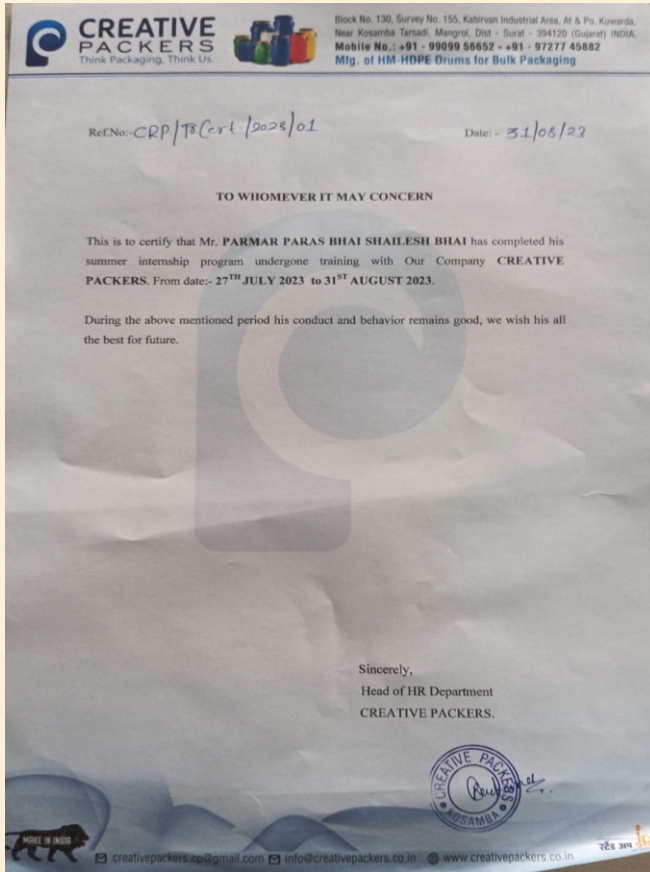 CREATIVE
PACKERS
Think Packaging, Think Us.
Block No. 130, Survey No. 155, Kabirvan Industrial Area, At & Po. Kuwarda,
Near Kosamba Tarsadi, Mangrol, Dist - Surat - 394120 (Gujarat) INDIA.
Mobile No.: +91 - 99099 56652 - +91 - 97277 45882
Mfg. of HM-HDPE Drums for Bulk Packaging
Ref.No:-CRP/TrCert./2023/01
Date: - 31/08/23
TO WHOMEVER IT MAY CONCERN
This is to certify that Mr. PARMAR PARAS BHAI SHAILESH BHAI has completed his
summer internship program undergone training with Our Company CREATIVE
PACKERS. From date:- 27TH JULY 2023 to 31ST AUGUST 2023.
During the above mentioned period his conduct and behavior remains good, we wish his all
the best for future.
Sincerely,
Head of HR Department
CREATIVE PACKERS.
CREATIVE PACKERS
KOSAMBA
MAKE IN INDIA
creativepackers.cp@gmail.com info@creativepackers.co.in www.creativepackers.co.in
स्टैंड अप